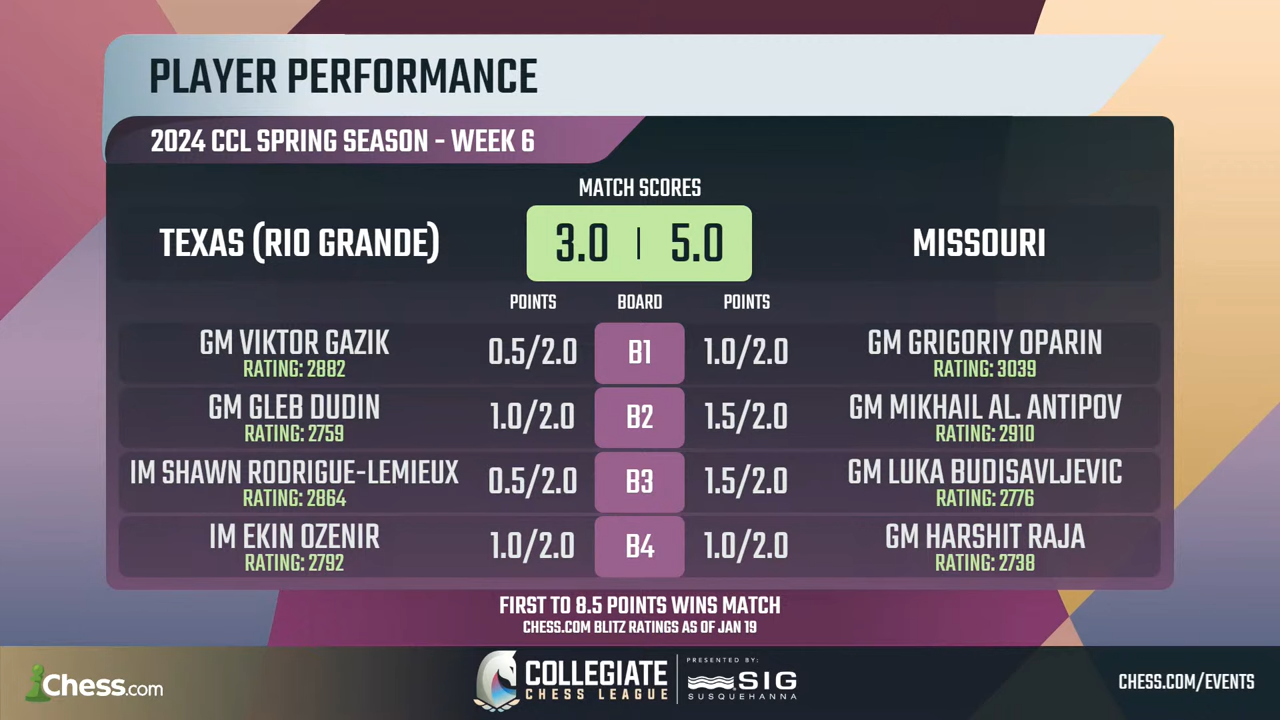 PLAYER PERFORMANCE
2024 CCL SPRING SEASON - WEEK 6
MATCH SCORES
TEXAS (RIO GRANDE) 3.0 | 5.0 MISSOURI
POINTS BOARD POINTS
GM VIKTOR GAZIK 0.5/2.0 B1 1.0/2.0 GM GRIGORIY OPARIN
RATING: 2882 RATING: 3039
GM GLEB DUDIN 1.0/2.0 B2 1.5/2.0 GM MIKHAIL AL. ANTIPOV
RATING: 2759 RATING: 2910
IM SHAWN RODRIGUE-LEMIEUX 0.5/2.0 B3 1.5/2.0 GM LUKA BUDISAVLJEVIC
RATING: 2864 RATING: 2776
IM EKIN OZENIR 1.0/2.0 B4 1.0/2.0 GM HARSHIT RAJA
RATING: 2792 RATING: 2738
FIRST TO 8.5 POINTS WINS MATCH
CHESS.COM BLITZ RATINGS AS OF JAN 19
Chess.com
COLLEGIATE
CHESS LEAGUE
PRESENTED BY:
SIG
SUSQUEHANNA
CHESS.COM/EVENTS